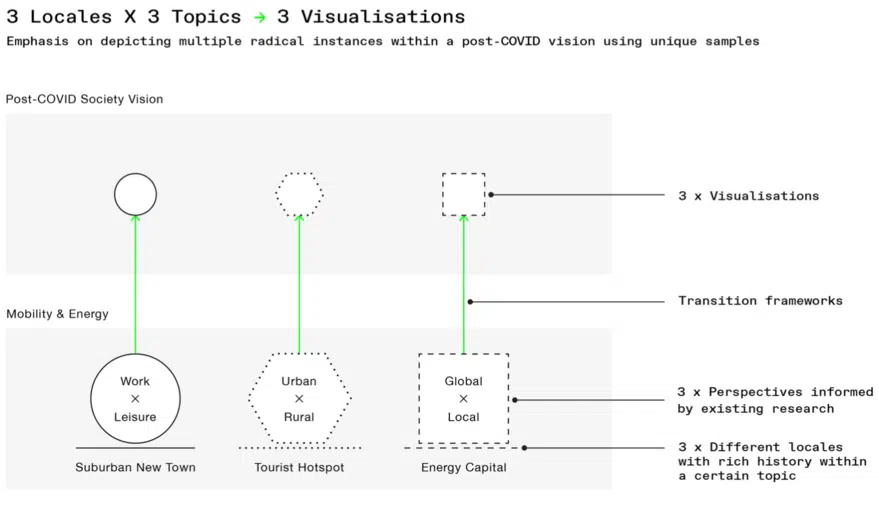 3 Locales X 3 Topics → 3 Visualisations
Emphasis on depicting multiple radical instances within a post-COVID vision using unique samples
Post-COVID Society Vision
3 x Visualisations
Transition frameworks
Mobility & Energy
Work
×
Leisure
Urban
×
Rural
Global
×
Local
3 x Perspectives informed
by existing research
3 x Different locales
with rich history within
a certain topic
Suburban New Town
Tourist Hotspot
Energy Capital